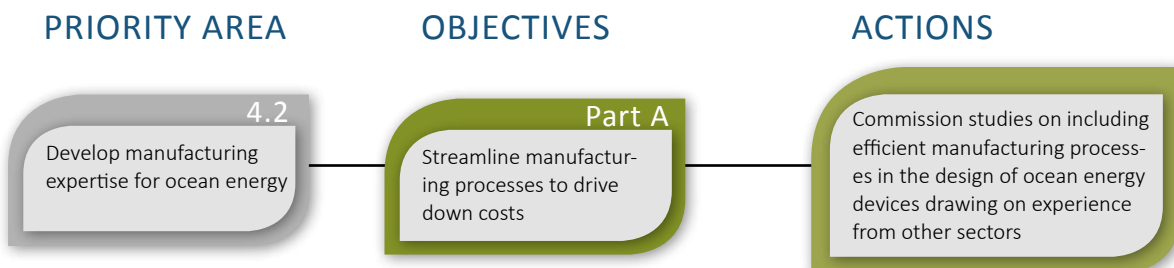 PRIORITY AREA
OBJECTIVES
ACTIONS
4.2
Develop manufacturing
expertise for ocean energy
Part A
Streamline manufactur-
ing processes to drive
down costs
Commission studies on including
efficient manufacturing process-
es in the design of ocean energy
devices drawing on experience
from other sectors